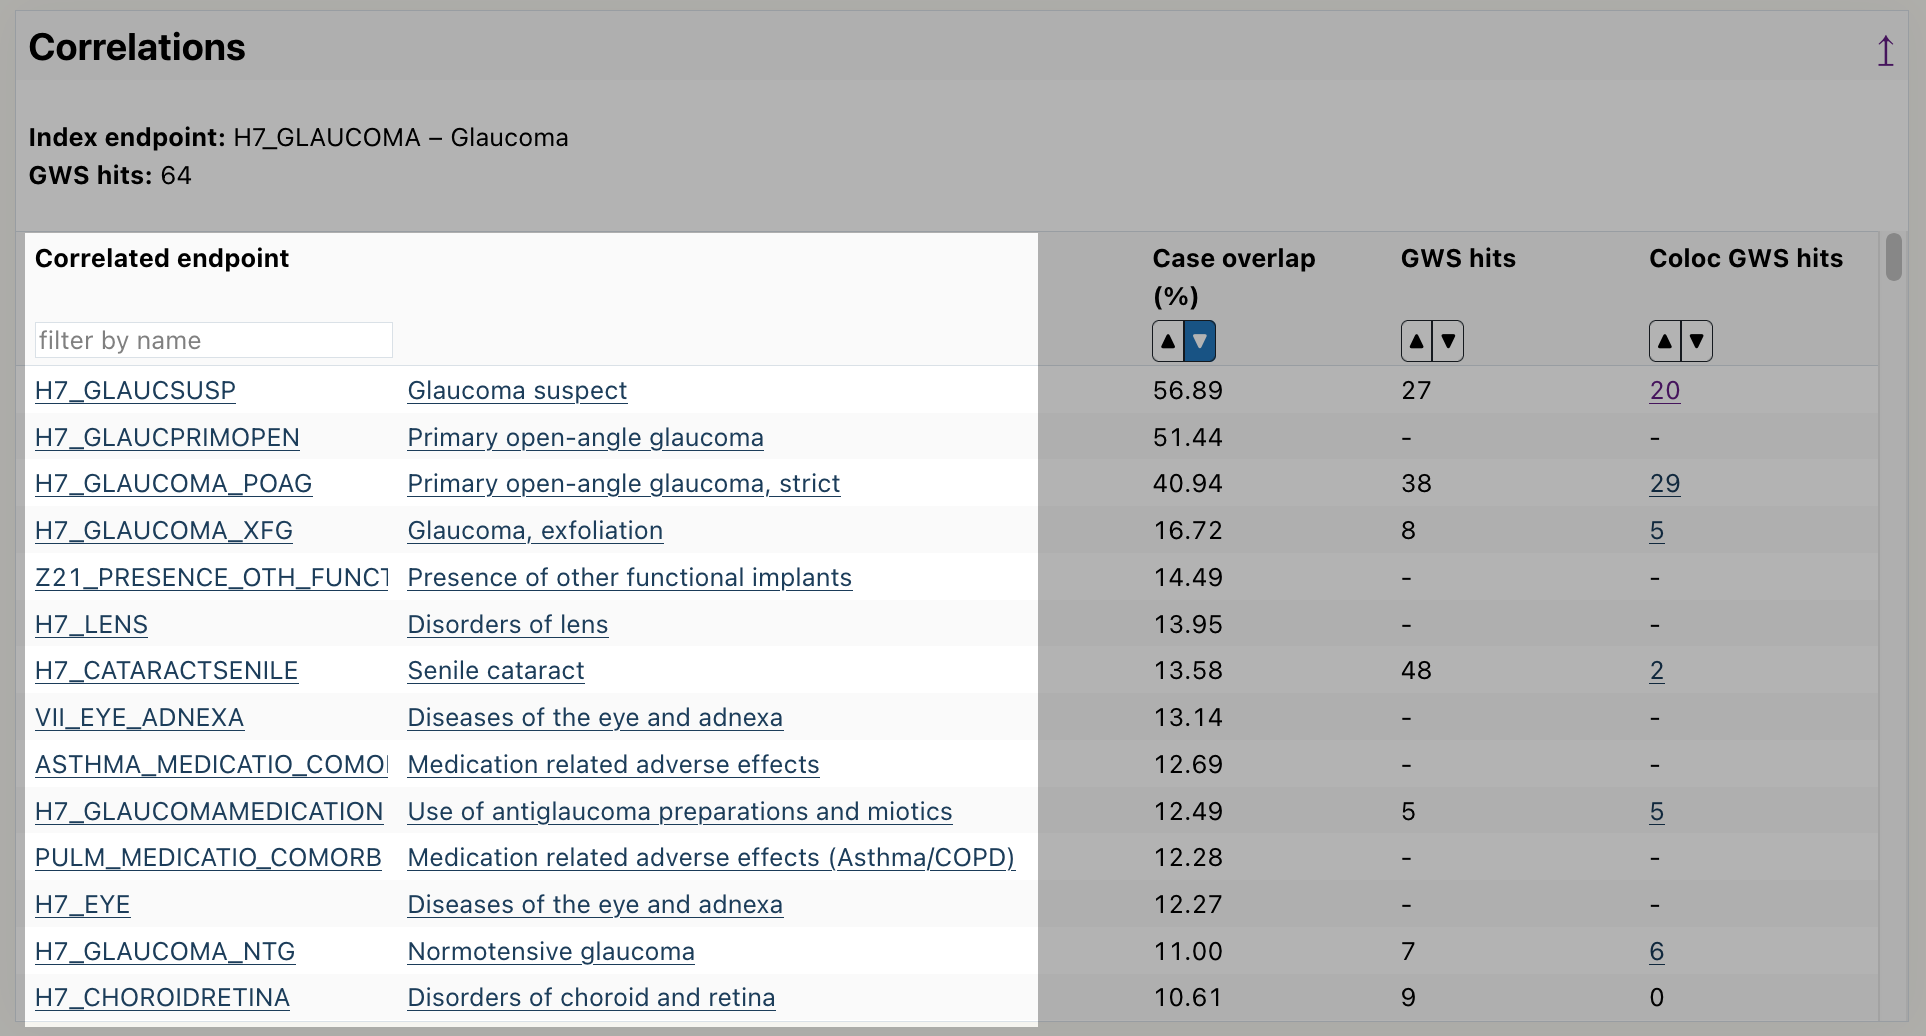 Correlations
↥
Index endpoint: H7_GLAUCOMA – Glaucoma
GWS hits: 64
Correlated endpoint Case overlap (%) GWS hits Coloc GWS hits
filter by name ▲ ▼ ▲ ▼ ▲ ▼
H7_GLAUCSUSP Glaucoma suspect 56.89 27 20
H7_GLAUCPRIMOPEN Primary open-angle glaucoma 51.44 - -
H7_GLAUCOMA_POAG Primary open-angle glaucoma, strict 40.94 38 29
H7_GLAUCOMA_XFG Glaucoma, exfoliation 16.72 8 5
Z21_PRESENCE_OTH_FUNCT Presence of other functional implants 14.49 - -
H7_LENS Disorders of lens 13.95 - -
H7_CATARACTSENILE Senile cataract 13.58 48 2
VII_EYE_ADNEXA Diseases of the eye and adnexa 13.14 - -
ASTHMA_MEDICATIO_COMO Medication related adverse effects 12.69 - -
H7_GLAUCOMAMEDICATION Use of antiglaucoma preparations and miotics 12.49 5 5
PULM_MEDICATIO_COMORB Medication related adverse effects (Asthma/COPD) 12.28 - -
H7_EYE Diseases of the eye and adnexa 12.27 - -
H7_GLAUCOMA_NTG Normotensive glaucoma 11.00 7 6
H7_CHOROIDRETINA Disorders of choroid and retina 10.61 9 0